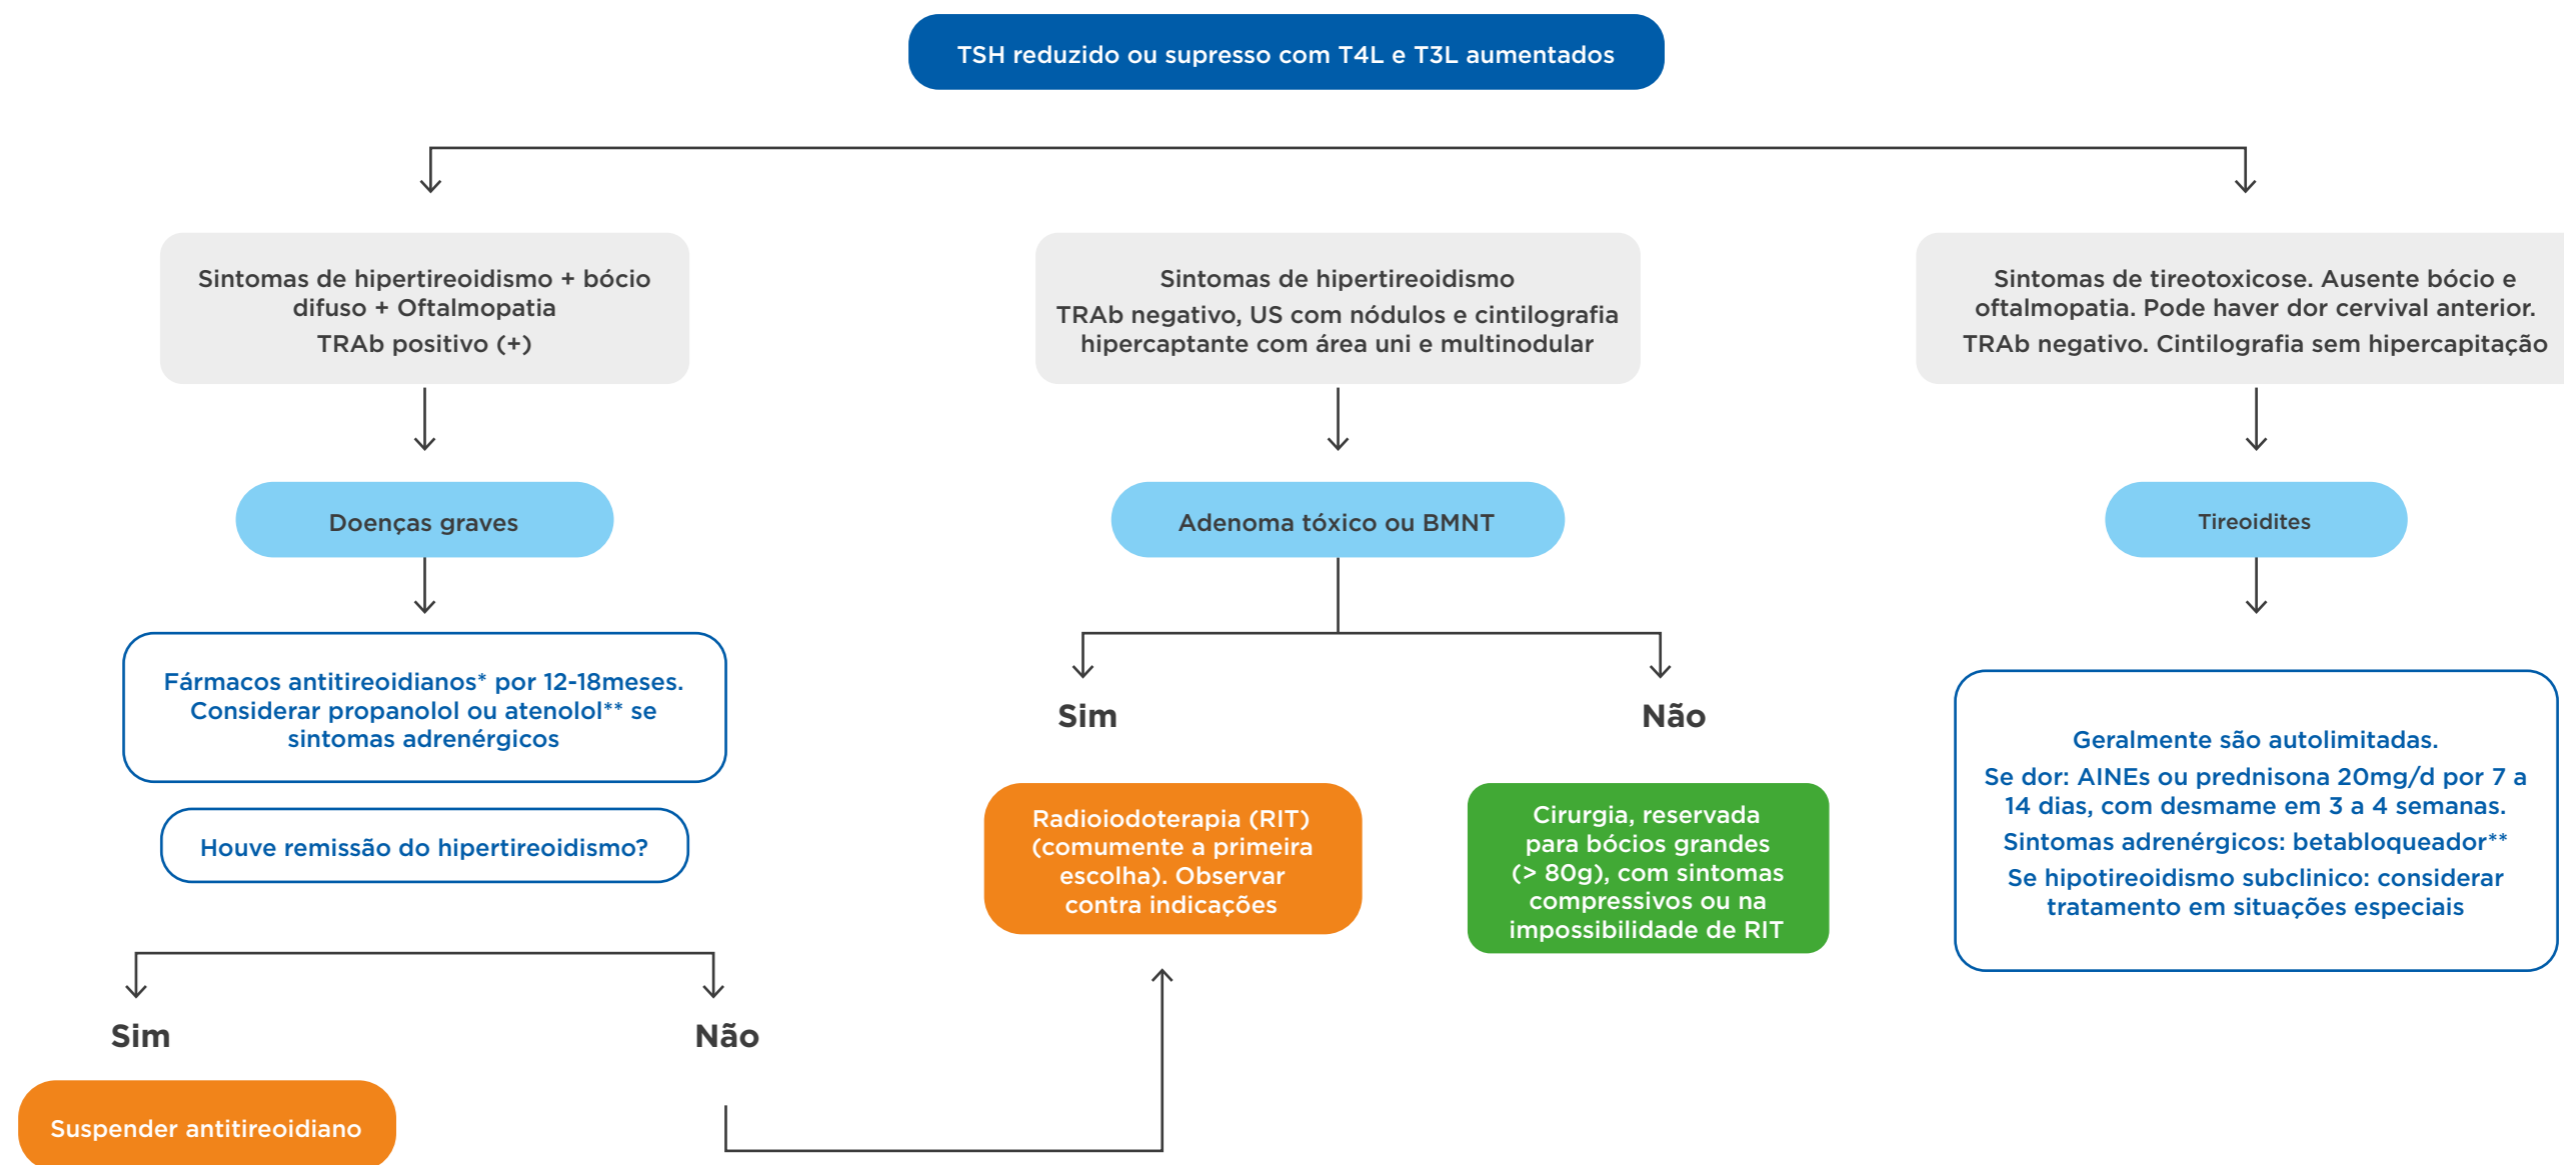 TSH reduzido ou supresso com T4L e T3L aumentados
Sintomas de hipertireoidismo + bócio
difuso + Oftalmopatia
TRAb positivo (+)
Sintomas de hipertireoidismo
TRAb negativo, US com nódulos e cintilografia
hipercaptante com área uni e multinodular
Sintomas de tireotoxicose. Ausente bócio e
oftalmopatia. Pode haver dor cervival anterior.
TRAb negativo. Cintilografia sem hipercapitação
Doenças graves
Adenoma tóxico ou BMNT
Tireoidites
Fármacos antitireoidianos* por 12-18meses.
Considerar propanolol ou atenolol** se
sintomas adrenérgicos
Houve remissão do hipertireoidismo?
Sim
Não
Suspender antitireoidiano
Sim
Não
Radioiodoterapia (RIT)
(comumente a primeira
escolha). Observar
contra indicações
Cirurgia, reservada
para bócios grandes
(> 80g), com sintomas
compressivos ou na
impossibilidade de RIT
Geralmente são autolimitadas.
Se dor: AINEs ou prednisona 20mg/d por 7 a
14 dias, com desmame em 3 a 4 semanas.
Sintomas adrenérgicos: betabloqueador**
Se hipotireoidismo subclinico: considerar
tratamento em situações especiais